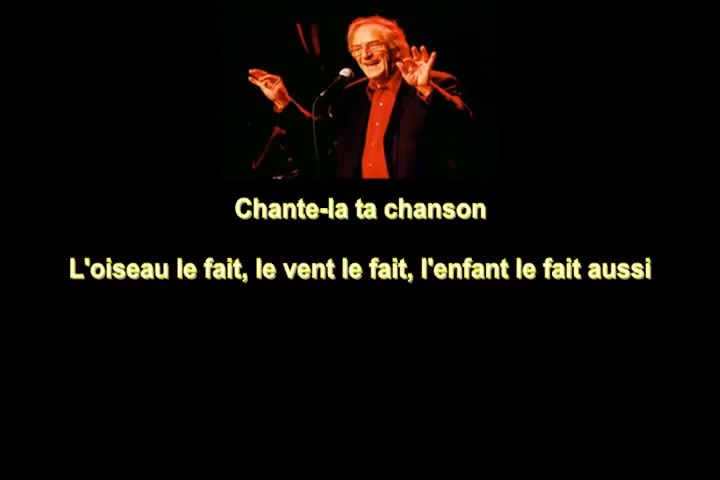 Chante-la ta chanson
L'oiseau le fait, le vent le fait, l'enfant le fait aussi